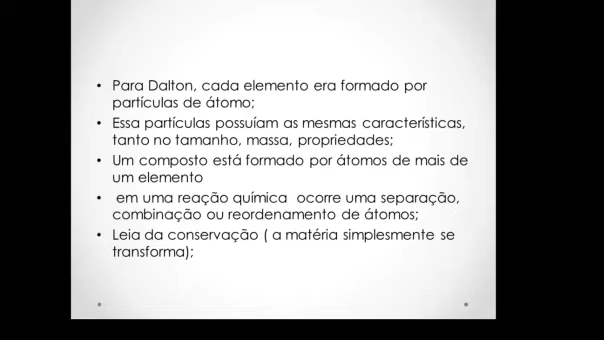 • Para Dalton, cada elemento era formado por
partículas de átomo;
• Essa partículas possuíam as mesmas características,
tanto no tamanho, massa, propriedades;
• Um composto está formado por átomos de mais de
um elemento
• em uma reação química ocorre uma separação,
combinação ou reordenamento de átomos;
• Leia da conservação ( a matéria simplesmente se
transforma);